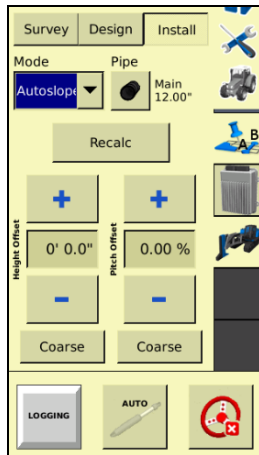 Survey Design Install
Mode Pipe
Autoslope Main
12.00"
A B
Recalc
Height Offset
0' 0.0"
Pitch Offset
0.00 %
Coarse Coarse
LOGGING AUTO